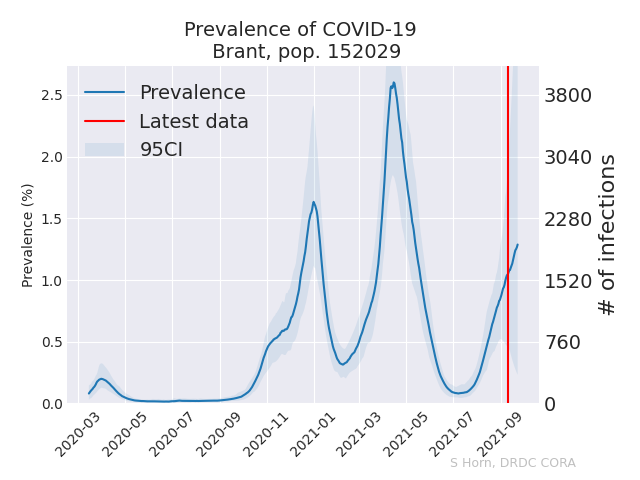 Prevalence of COVID-19
Brant, pop. 152029
Prevalence
Latest data
95CI
Prevalence (%)
2.5
2.0
1.5
1.0
0.5
0.0
3800
3040
2280
1520
760
0
# of infections
2020-03
2020-05
2020-07
2020-09
2020-11
2021-01
2021-03
2021-05
2021-07
2021-09
S Horn, DRDC CORA